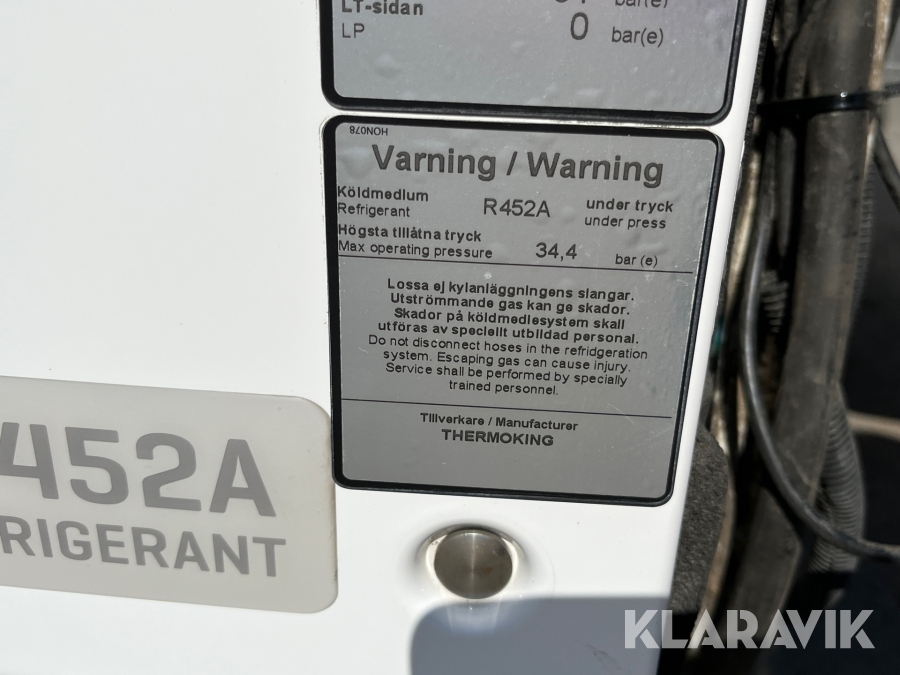 LT-sidan
LP 0 bar(e)
HON078
Varning / Warning
Köldmedium
Refrigerant R452A under tryck
under press
Högsta tillåtna tryck
Max operating pressure 34,4 bar (e)
Lossa ej kylanläggningens slangar.
Utströmmande gas kan ge skador.
Skador på köldmediesystem skall
utföras av speciellt utbildad personal.
Do not disconnect hoses in the refridgeration
system. Escaping gas can cause injury.
Service shall be performed by specially
trained personnel.
Tillverkare / Manufacturer
THERMOKING
452A
RIGERANT
KLARAVIK